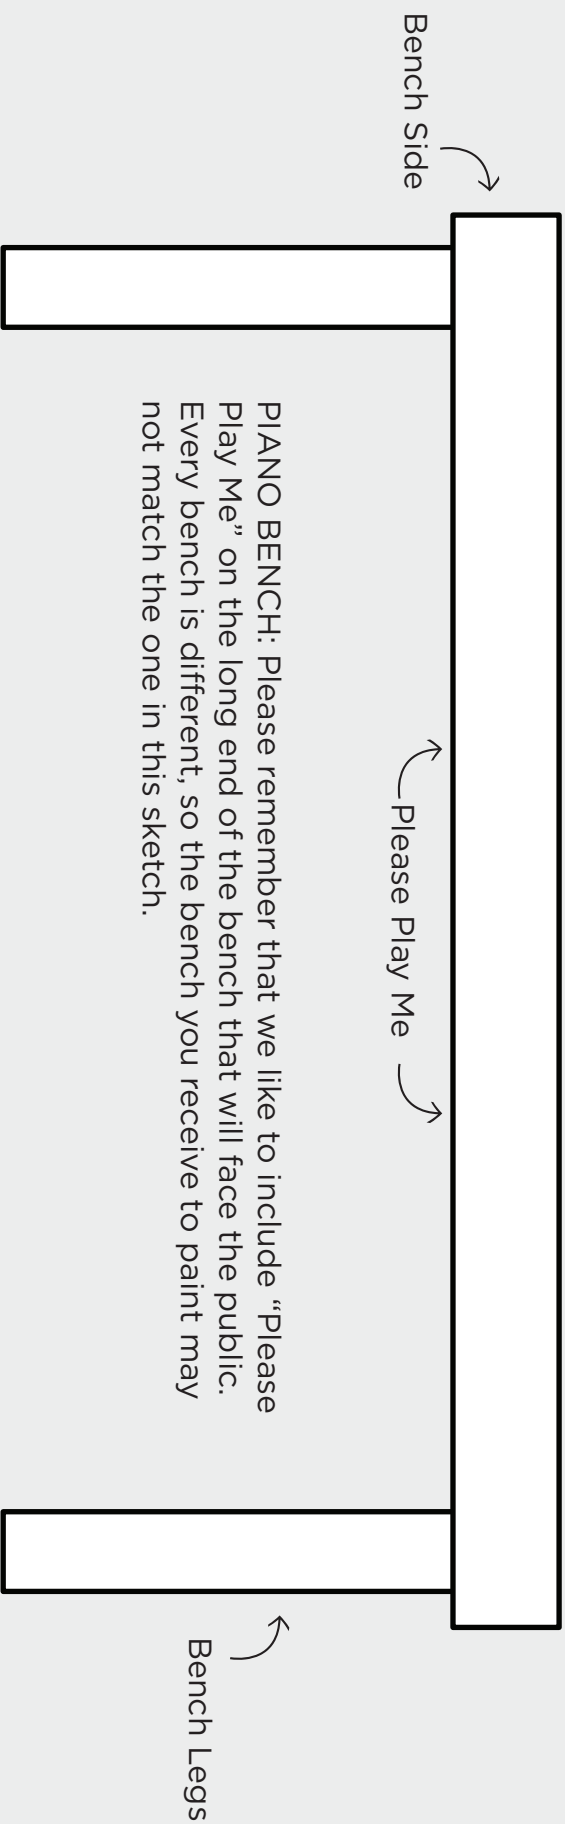 Bench Side
Please Play Me
PIANO BENCH: Please remember that we like to include “Please
Play Me” on the long end of the bench that will face the public.
Every bench is different, so the bench you receive to paint may
not match the one in this sketch.
Bench Legs